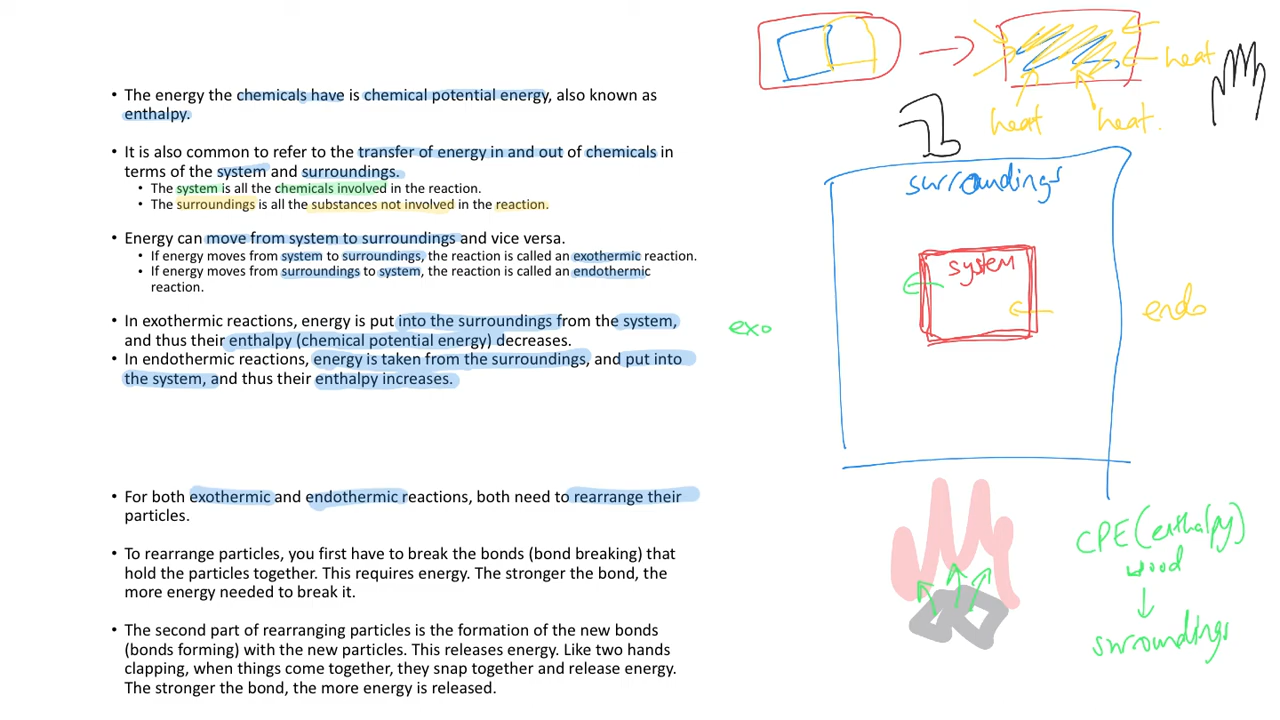 • The energy the chemicals have is chemical potential energy, also known as
enthalpy.
• It is also common to refer to the transfer of energy in and out of chemicals in
terms of the system and surroundings.
• The system is all the chemicals involved in the reaction.
• The surroundings is all the substances not involved in the reaction.
• Energy can move from system to surroundings and vice versa.
• If energy moves from system to surroundings, the reaction is called an exothermic reaction.
• If energy moves from surroundings to system, the reaction is called an endothermic
reaction.
• In exothermic reactions, energy is put into the surroundings from the system,
and thus their enthalpy (chemical potential energy) decreases.
• In endothermic reactions, energy is taken from the surroundings, and put into
the system, and thus their enthalpy increases.
• For both exothermic and endothermic reactions, both need to rearrange their
particles.
• To rearrange particles, you first have to break the bonds (bond breaking) that
hold the particles together. This requires energy. The stronger the bond, the
more energy needed to break it.
• The second part of rearranging particles is the formation of the new bonds
(bonds forming) with the new particles. This releases energy. Like two hands
clapping, when things come together, they snap together and release energy.
The stronger the bond, the more energy is released.
heat
heat
heat.
surroundings
system
exo
endo
CPE (enthalpy)
wood
surroundings